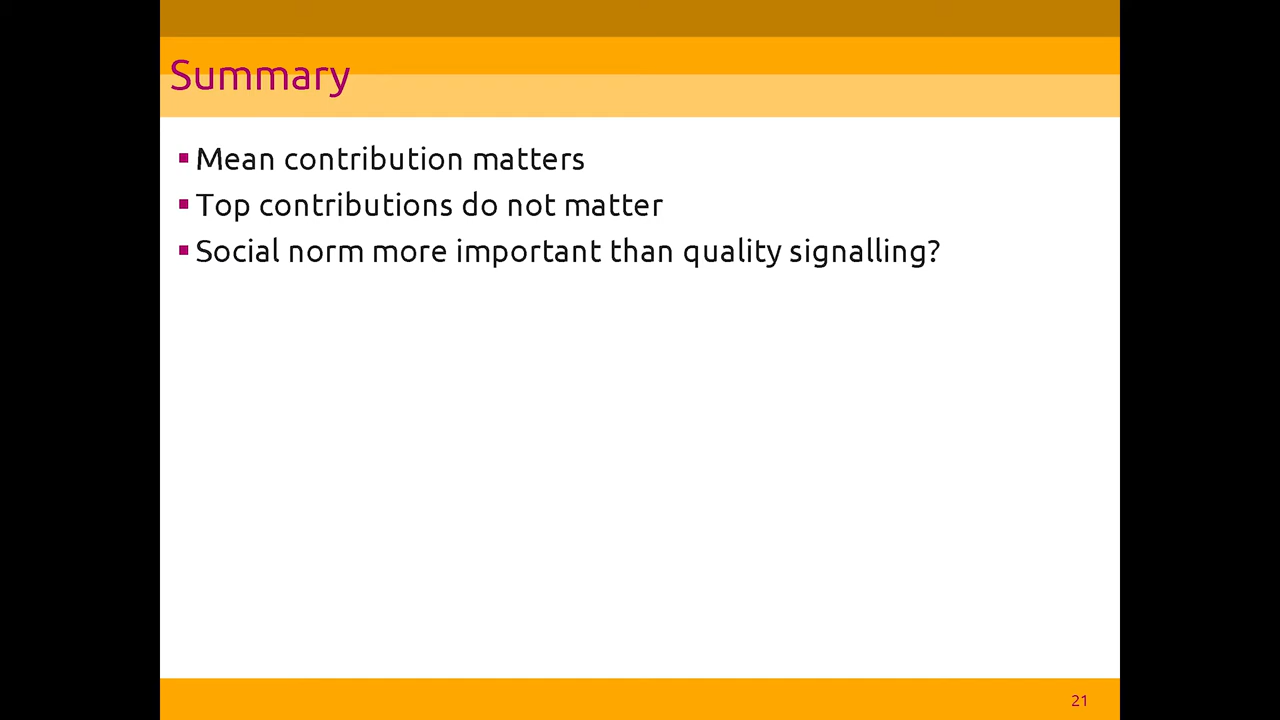 Summary
Mean contribution matters
Top contributions do not matter
Social norm more important than quality signalling?
21